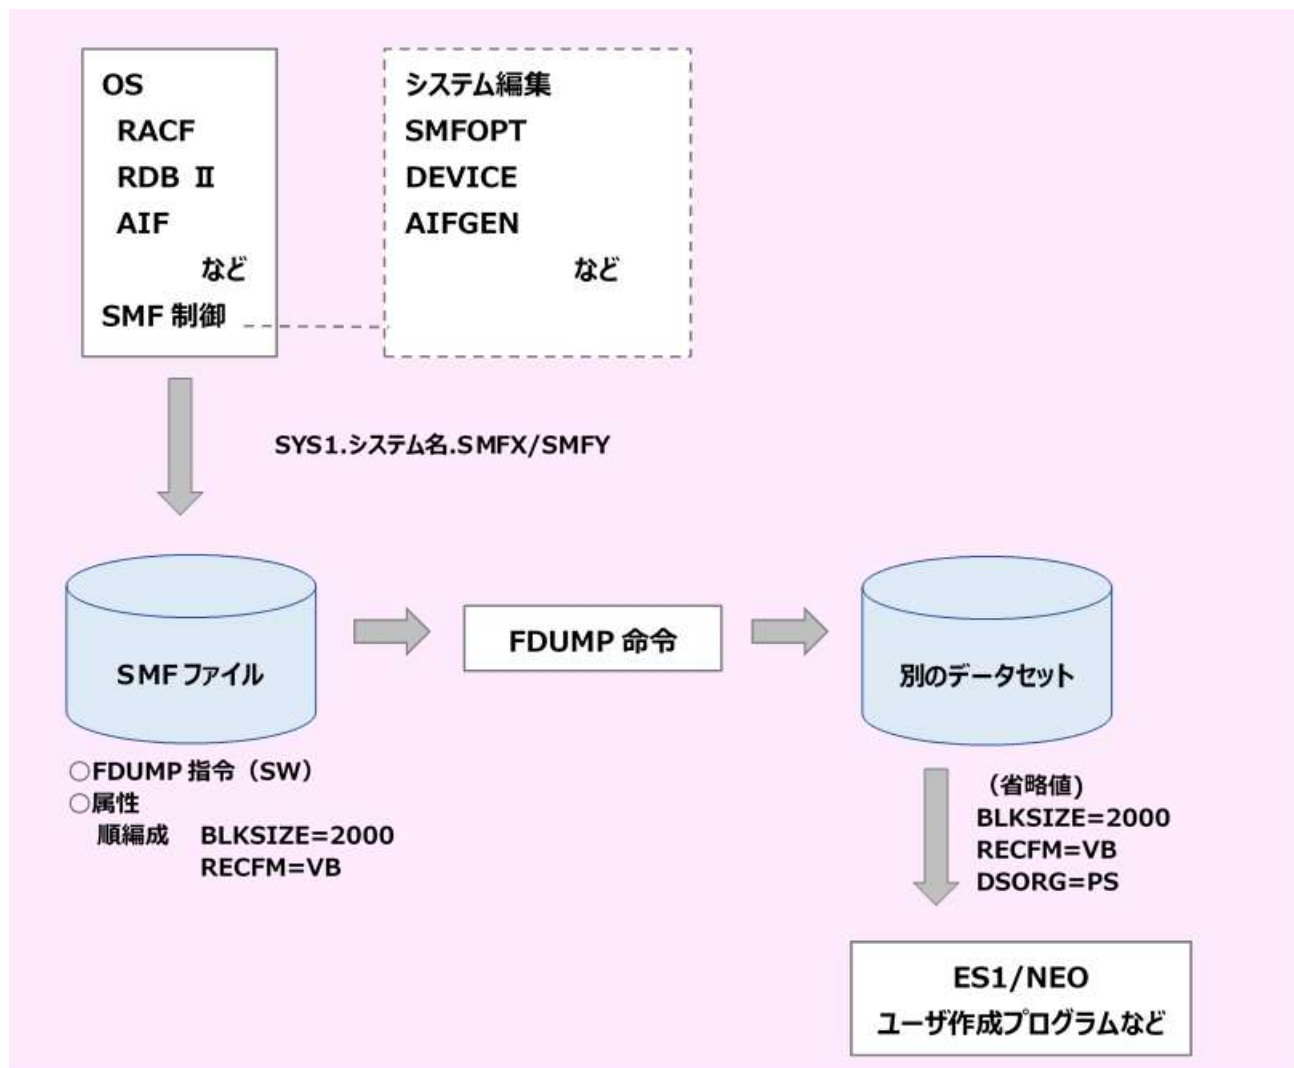 OS
RACF
RDB Ⅱ
AIF
など
SMF 制御
システム編集
SMFOPT
DEVICE
AIFGEN
など
SYS1.システム名.SMFX/SMFY
SMFファイル
FDUMP 命令
別のデータセット
○FDUMP 指令（SW）
○属性
順編成 BLKSIZE=2000
RECFM=VB
（省略値)
BLKSIZE=2000
RECFM=VB
DSORG=PS
ES1/NEO
ユーザ作成プログラムなど